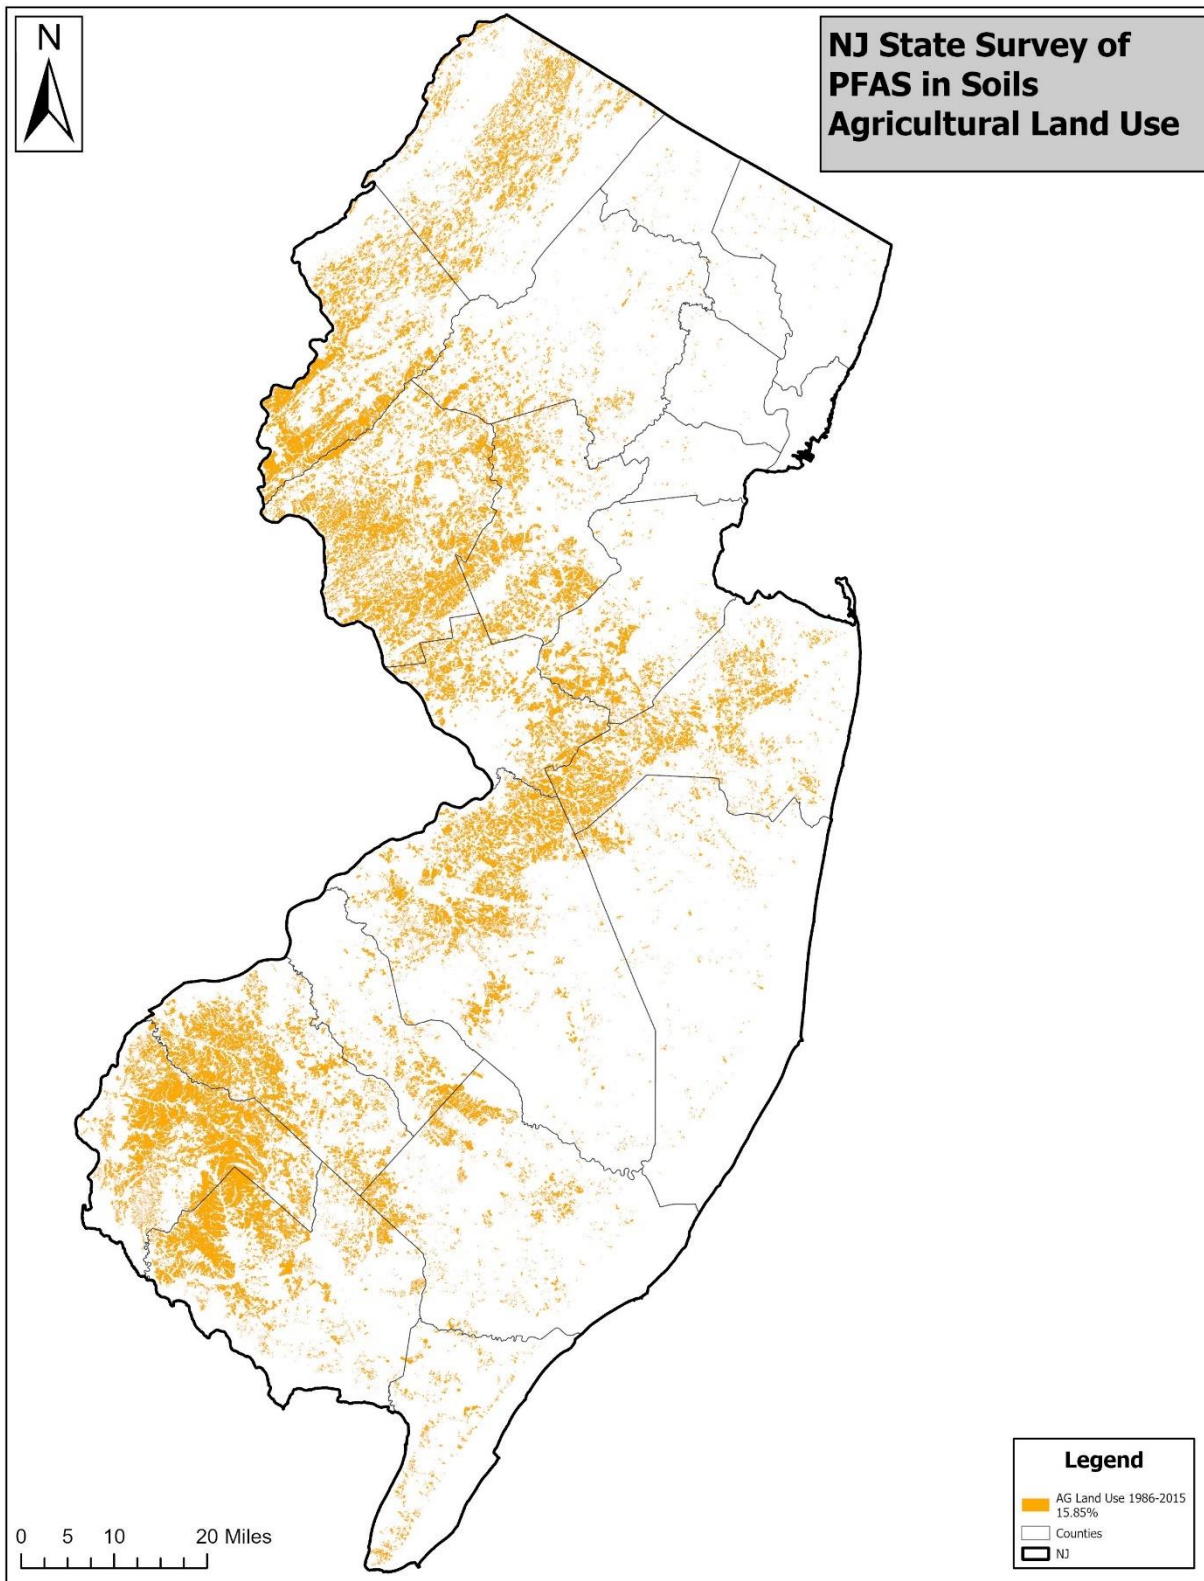 N
NJ State Survey of
PFAS in Soils
Agricultural Land Use
Legend
AG Land Use 1986-2015
15.85%
Counties
NJ
0 5 10 20 Miles